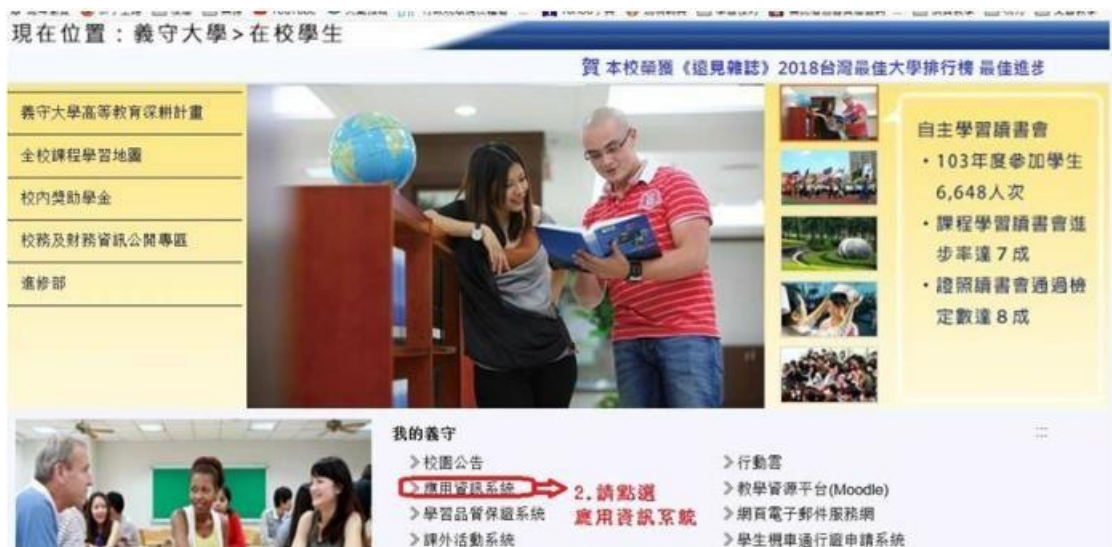 現在位置：義守大學>在校學生
賀 本校榮獲《遠見雜誌》2018台灣最佳大學排行榜 最佳進步
義守大學高等教育深耕計畫
全校課程學習地圖
校內獎助學金
校務及財務資訊公開專區
進修部
自主學習讀書會
・103年度參加學生
6,648人次
・課程學習讀書會進
步率達7成
・證照讀書會通過檢
定數達8成
我的義守
校園公告
應用資訊系統
2.請點選
應用資訊系統
學習品質保證系統
課外活動系統
行動雲
教學資源平台(Moodle)
網頁電子郵件服務網
學生機車通行證申請系統